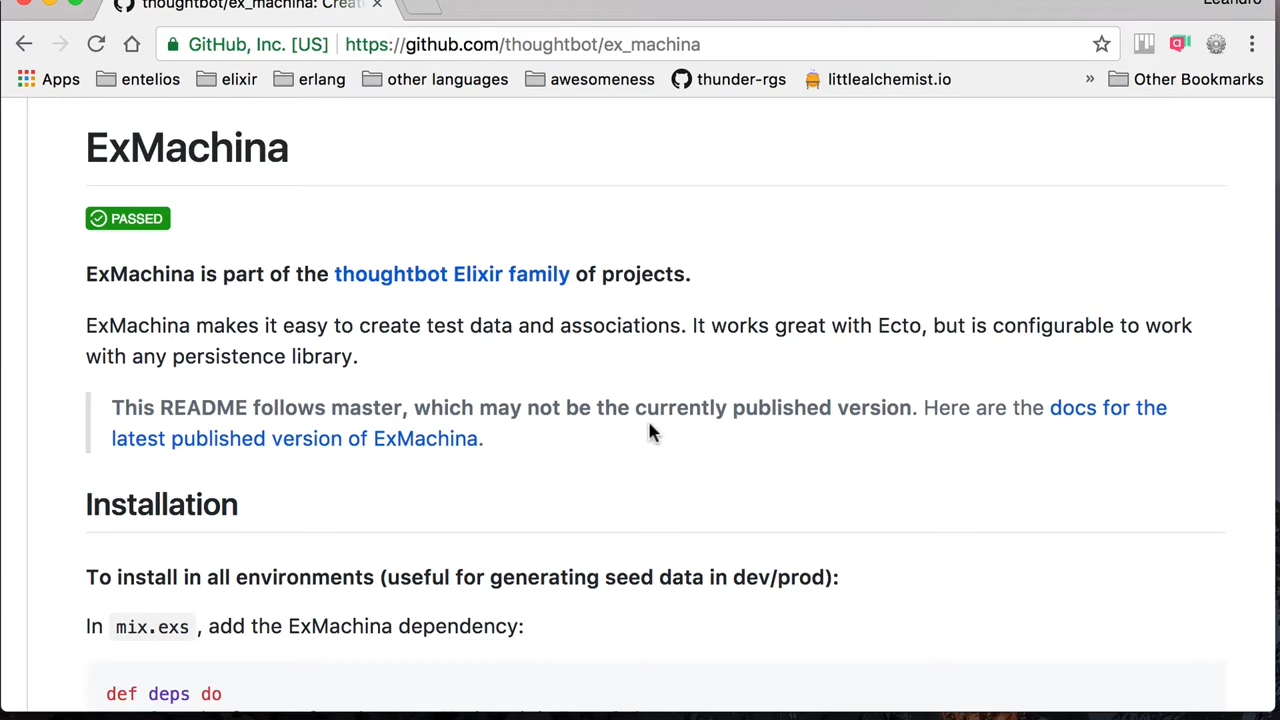 thoughtbot/ex_machina: Creat
Leandro
GitHub, Inc. [US] https://github.com/thoughtbot/ex_machina
Apps entelios elixir erlang other languages awesomeness thunder-rgs littlealchemist.io » Other Bookmarks
ExMachina
PASSED
ExMachina is part of the thoughtbot Elixir family of projects.
ExMachina makes it easy to create test data and associations. It works great with Ecto, but is configurable to work
with any persistence library.
This README follows master, which may not be the currently published version. Here are the docs for the
latest published version of ExMachina.
Installation
To install in all environments (useful for generating seed data in dev/prod):
In mix.exs, add the ExMachina dependency:
def deps do